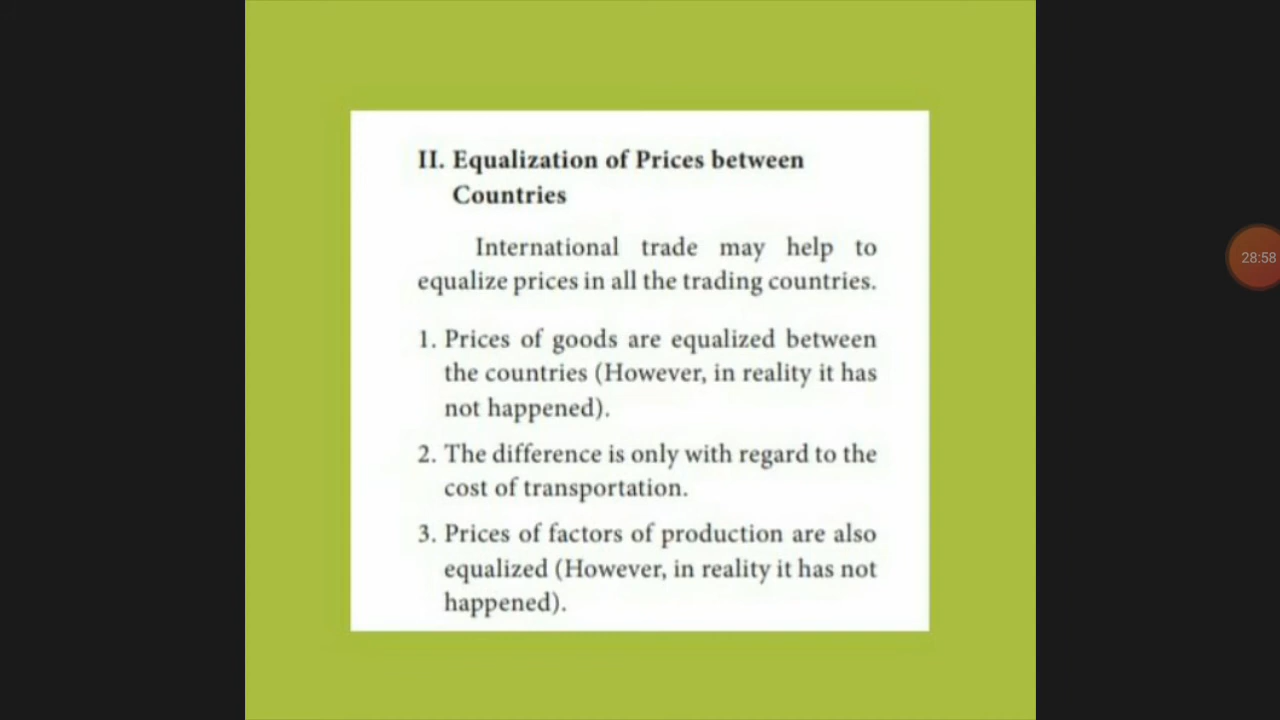 II. Equalization of Prices between
Countries
International trade may help to
equalize prices in all the trading countries.
1. Prices of goods are equalized between
the countries (However, in reality it has
not happened).
2. The difference is only with regard to the
cost of transportation.
3. Prices of factors of production are also
equalized (However, in reality it has not
happened).
28:58